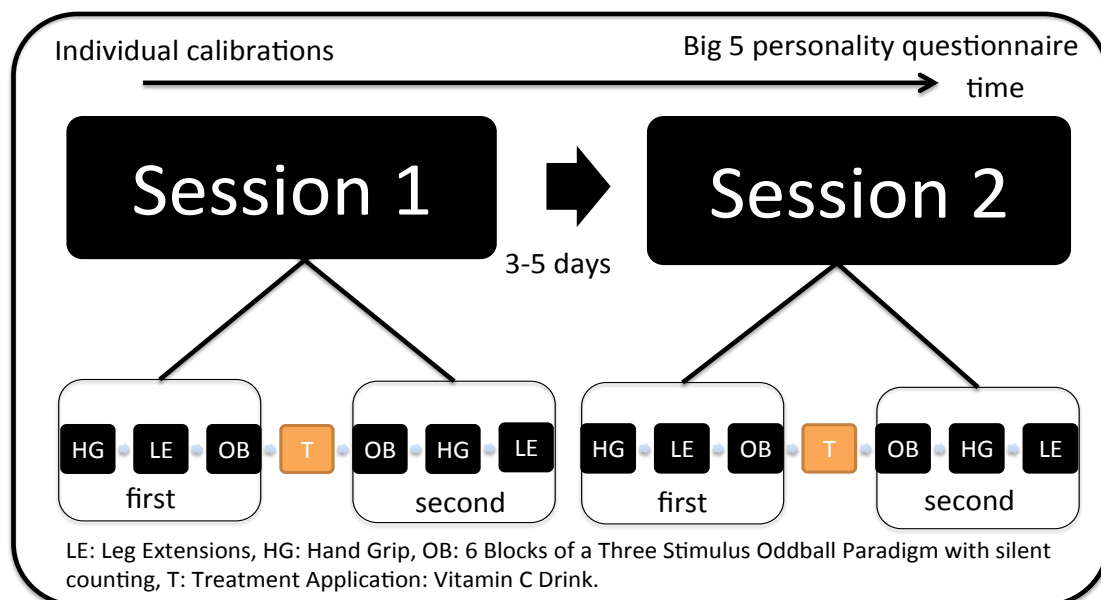 Individual calibrations
Big 5 personality questionnaire
time
Session 1
Session 2
3-5 days
HG LE OB T OB HG LE
HG LE OB T OB HG LE
first
second
first
second
LE: Leg Extensions, HG: Hand Grip, OB: 6 Blocks of a Three Stimulus Oddball Paradigm with silent
counting, T: Treatment Application: Vitamin C Drink.